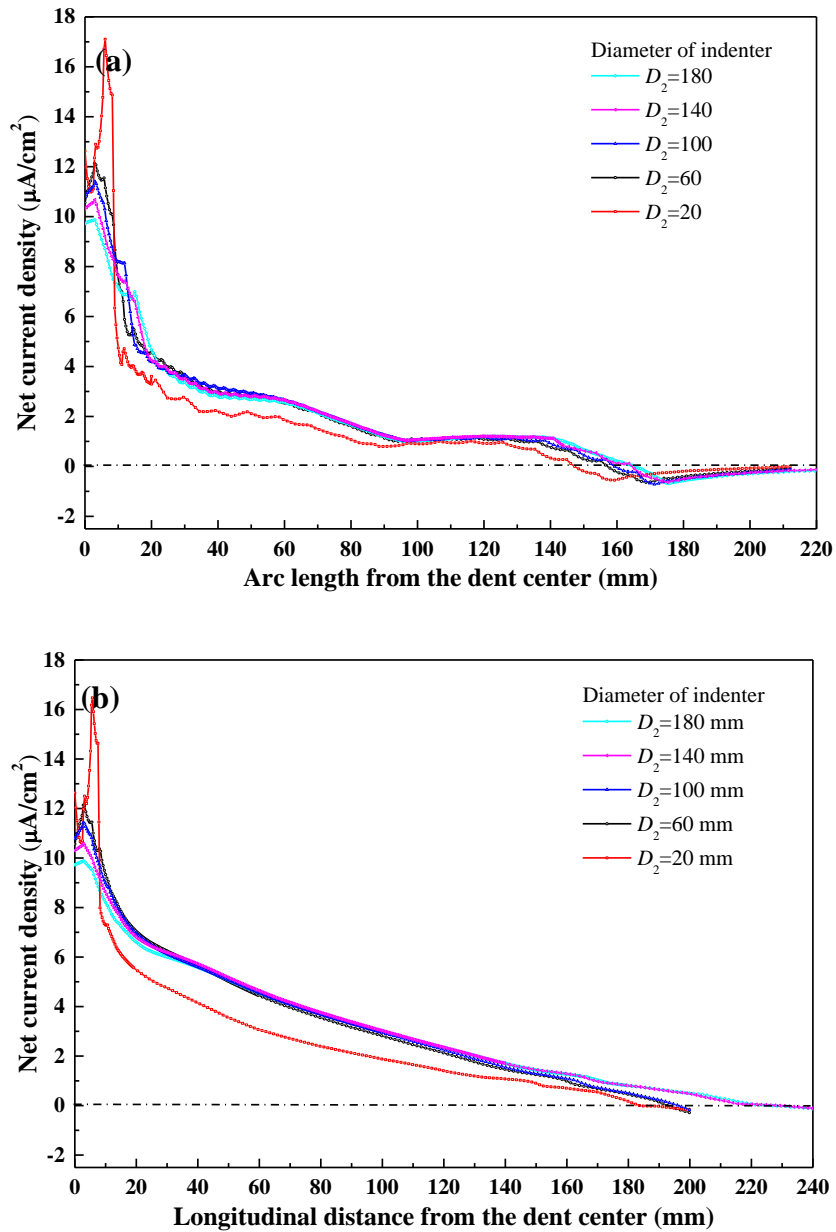 18
16
14
12
10
8
6
4
2
0
-2
Net current density (μA/cm²)
(a)
Diameter of indenter
D₂=180
D₂=140
D₂=100
D₂=60
D₂=20
0 20 40 60 80 100 120 140 160 180 200 220
Arc length from the dent center (mm)
18
16
14
12
10
8
6
4
2
0
-2
Net current density (μA/cm²)
(b)
Diameter of indenter
D₂=180 mm
D₂=140 mm
D₂=100 mm
D₂=60 mm
D₂=20 mm
0 20 40 60 80 100 120 140 160 180 200 220 240
Longitudinal distance from the dent center (mm)